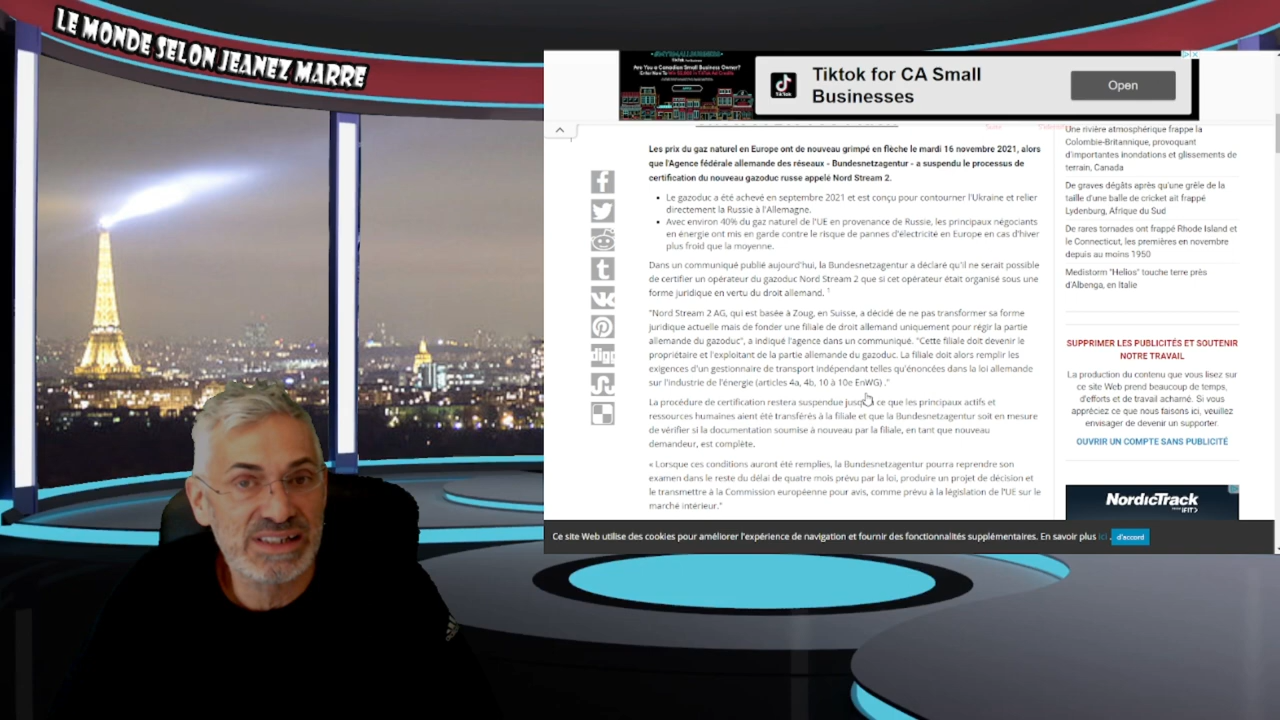 LE MONDE SELON JEANEZ MARRE
#MYSMALLBUSINESS
Are You a Canadian Small Business Owner?
Tiktok for CA Small
Businesses
Open
TikTok
Les prix du gaz naturel en Europe ont de nouveau grimpé en flèche le mardi 16 novembre 2021, alors
que l'Agence fédérale allemande des réseaux - Bundesnetzagentur - a suspendu le processus de
certification du nouveau gazoduc russe appelé Nord Stream 2.
Le gazoduc a été achevé en septembre 2021 et est conçu pour contourner l'Ukraine et relier
directement la Russie à l'Allemagne.
Avec environ 40% du gaz naturel de l'UE en provenance de Russie, les principaux négociants
en énergie ont mis en garde contre le risque de pannes d'électricité en Europe en cas d'hiver
plus froid que la moyenne.
Dans un communiqué publié aujourd'hui, la Bundesnetzagentur a déclaré qu'il ne serait possible
de certifier un opérateur du gazoduc Nord Stream 2 que si cet opérateur était organisé sous une
forme juridique en vertu du droit allemand. 1
"Nord Stream 2 AG, qui est basée à Zoug, en Suisse, a décidé de ne pas transformer sa forme
juridique actuelle mais de fonder une filiale de droit allemand uniquement pour régir la partie
allemande du gazoduc", a indiqué l'agence dans un communiqué. "Cette filiale doit devenir le
propriétaire et l'exploitant de la partie allemande du gazoduc. La filiale doit alors remplir les
exigences d'un gestionnaire de transport indépendant telles qu'énoncées dans la loi allemande
sur l'industrie de l'énergie (articles 4a, 4b, 10 à 10e EnWG) ."
La procédure de certification restera suspendue ce que les principaux actifs et
ressources humaines aient été transférés à la filiale et que la Bundesnetzagentur soit en mesure
de vérifier si la documentation soumise à nouveau par la filiale, en tant que nouveau
demandeur, est complète.
« Lorsque ces conditions auront été remplies, la Bundesnetzagentur pourra reprendre son
examen dans le reste du délai de quatre mois prévu par la loi, produire un projet de décision et
le transmettre à la Commission européenne pour avis, comme prévu à la législation de l'UE sur le
marché intérieur."
Une rivière atmosphérique frappe la
Colombie-Britannique, provoquant
d'importantes inondations et glissements de
terrain, Canada
De graves dégâts après qu'une grêle de la
taille d'une balle de cricket ait frappé
Lydenburg, Afrique du Sud
De rares tornades ont frappé Rhode Island et
le Connecticut, les premières en novembre
depuis au moins 1950
Medistorm "Helios" touche terre près
d'Albenga, en Italie
SUPPRIMER LES PUBLICITÉS ET SOUTENIR
NOTRE TRAVAIL
La production du contenu que vous lisez sur
ce site Web prend beaucoup de temps,
d'efforts et de travail acharné. Si vous
appréciez ce que nous faisons ici, veuillez
envisager de devenir un supporter.
OUVRIR UN COMPTE SANS PUBLICITÉ
NordicTrack
iFIT
Ce site Web utilise des cookies pour améliorer l'expérience de navigation et fournir des fonctionnalités supplémentaires. En savoir plus ici . d'accord